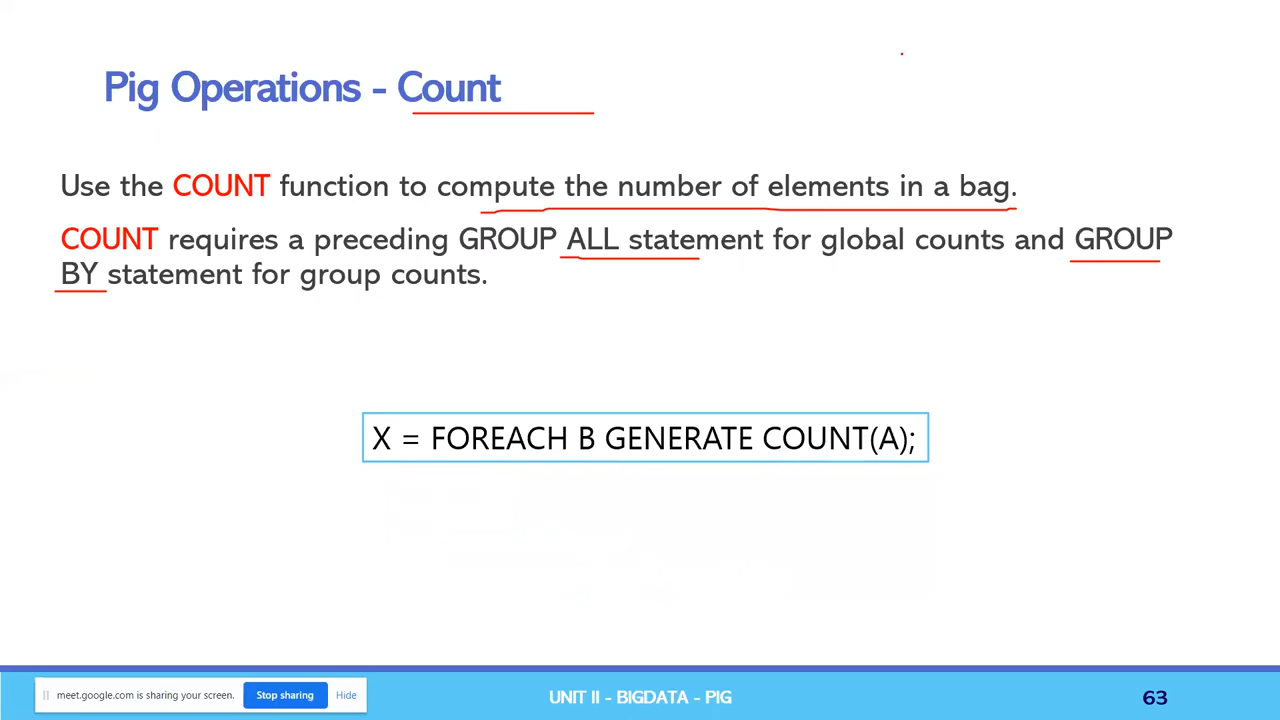 Pig Operations - Count
Use the COUNT function to compute the number of elements in a bag.
COUNT requires a preceding GROUP ALL statement for global counts and GROUP
BY statement for group counts.
X = FOREACH B GENERATE COUNT(A);
meet.google.com is sharing your screen.
Stop sharing
Hide
UNIT II - BIGDATA - PIG
63